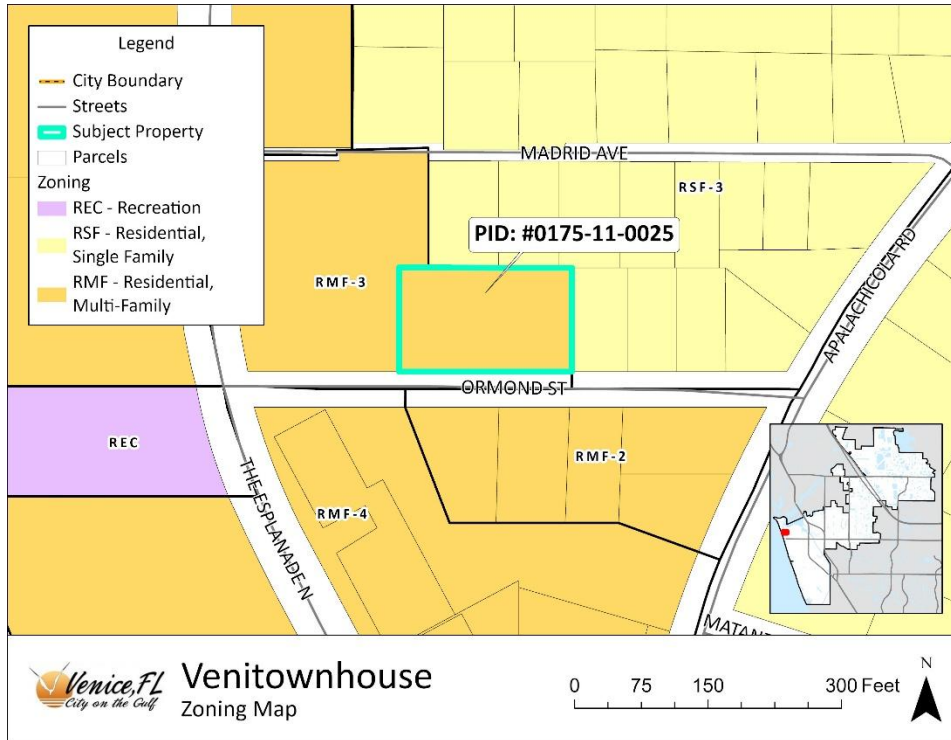 Legend
City Boundary
Streets
Subject Property
Parcels
Zoning
REC - Recreation
RSF - Residential,
Single Family
RMF - Residential,
Multi-Family
MADRID AVE
RSF-3
PID: #0175-11-0025
RMF-3
APALACHICOLA RD
ORMOND ST
REC
RMF-2
THE ESPLANADE N
RMF-4
MATAN
Venice, FL
City on the Gulf
Venitownhouse
Zoning Map
0 75 150 300 Feet
N